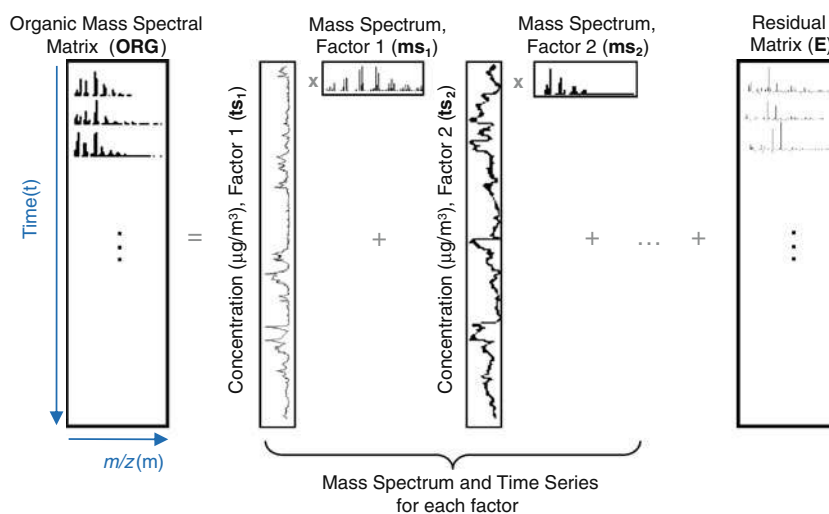 Organic Mass Spectral
Matrix (ORG)
Mass Spectrum,
Factor 1 (ms₁)
Mass Spectrum,
Factor 2 (ms₂)
Residual
Matrix (E)
Time(t)
m/z(m)
=
Concentration (µg/m³), Factor 1 (ts₁)
x
+
Concentration (µg/m³), Factor 2 (ts₂)
x
+ ... +
Mass Spectrum and Time Series
for each factor